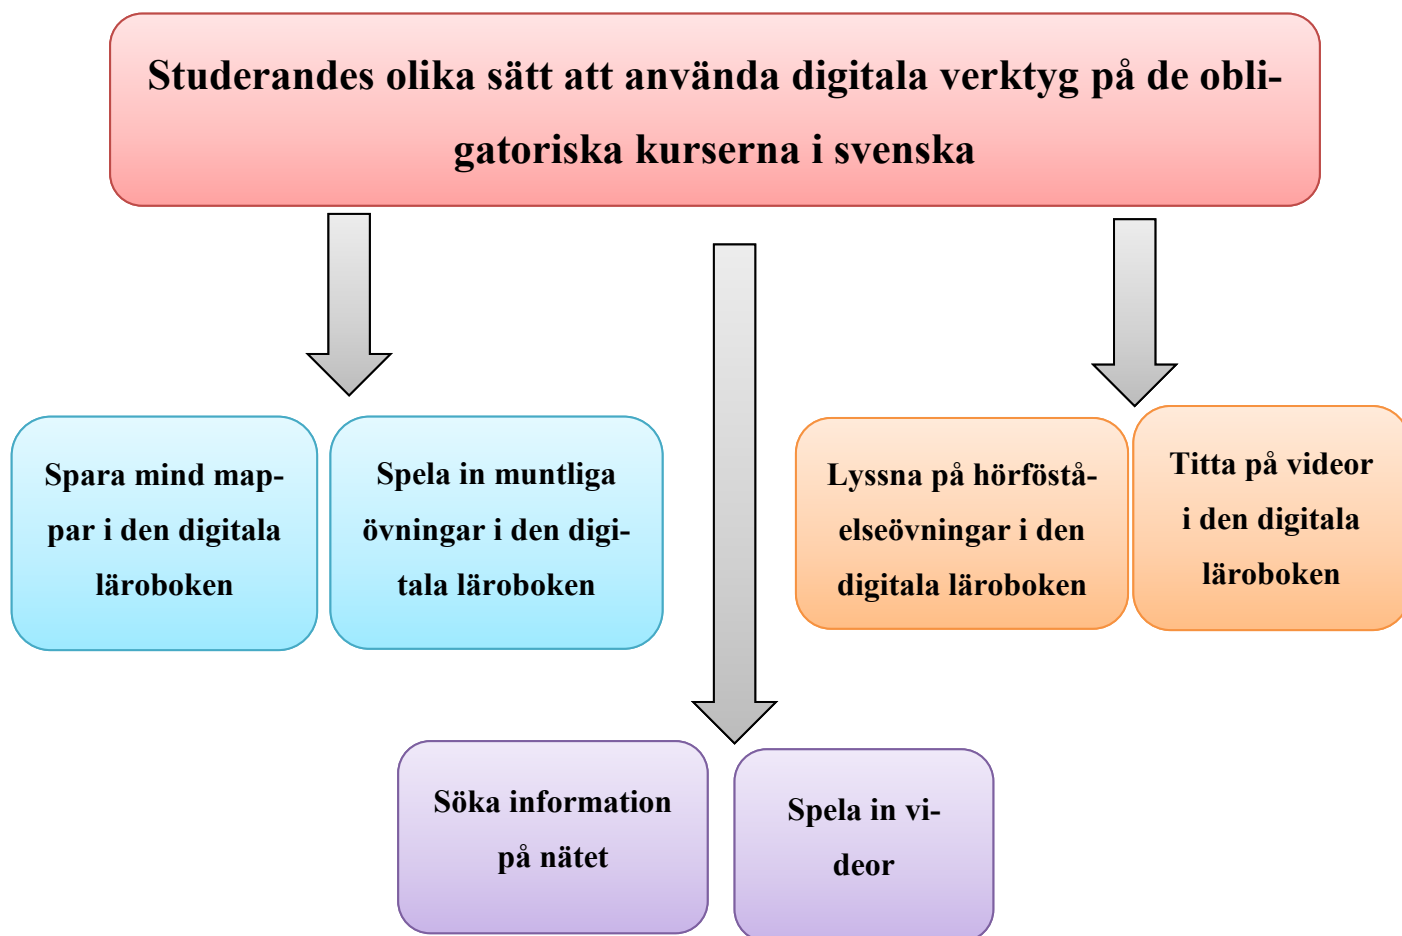 Studerandes olika sätt att använda digitala verktyg på de obli-
gatoriska kurserna i svenska
Spara mind map-
par i den digitala
läroboken
Spela in muntliga
övningar i den digi-
tala läroboken
Lyssna på hörföstå-
elseövningar i den
digitala läroboken
Titta på videor
i den digitala
läroboken
Söka information
på nätet
Spela in vi-
deor